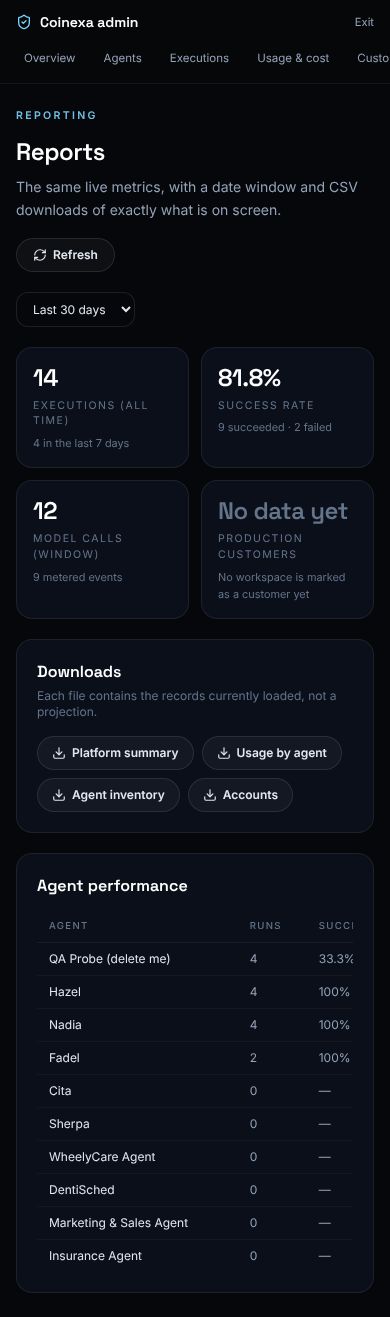 Coinexa admin
Exit
Overview Agents Executions Usage & cost Custo
REPORTING
Reports
The same live metrics, with a date window and CSV
downloads of exactly what is on screen.
Refresh
Last 30 days
14
EXECUTIONS (ALL
TIME)
4 in the last 7 days
81.8%
SUCCESS RATE
9 succeeded · 2 failed
12
MODEL CALLS
(WINDOW)
9 metered events
No data yet
PRODUCTION
CUSTOMERS
No workspace is marked
as a customer yet
Downloads
Each file contains the records currently loaded, not a
projection.
Platform summary
Usage by agent
Agent inventory
Accounts
Agent performance
AGENT RUNS SUCC
QA Probe (delete me) 4 33.3%
Hazel 4 100%
Nadia 4 100%
Fadel 2 100%
Cita 0 —
Sherpa 0 —
WheelyCare Agent 0 —
DentiSched 0 —
Marketing & Sales Agent 0 —
Insurance Agent 0 —